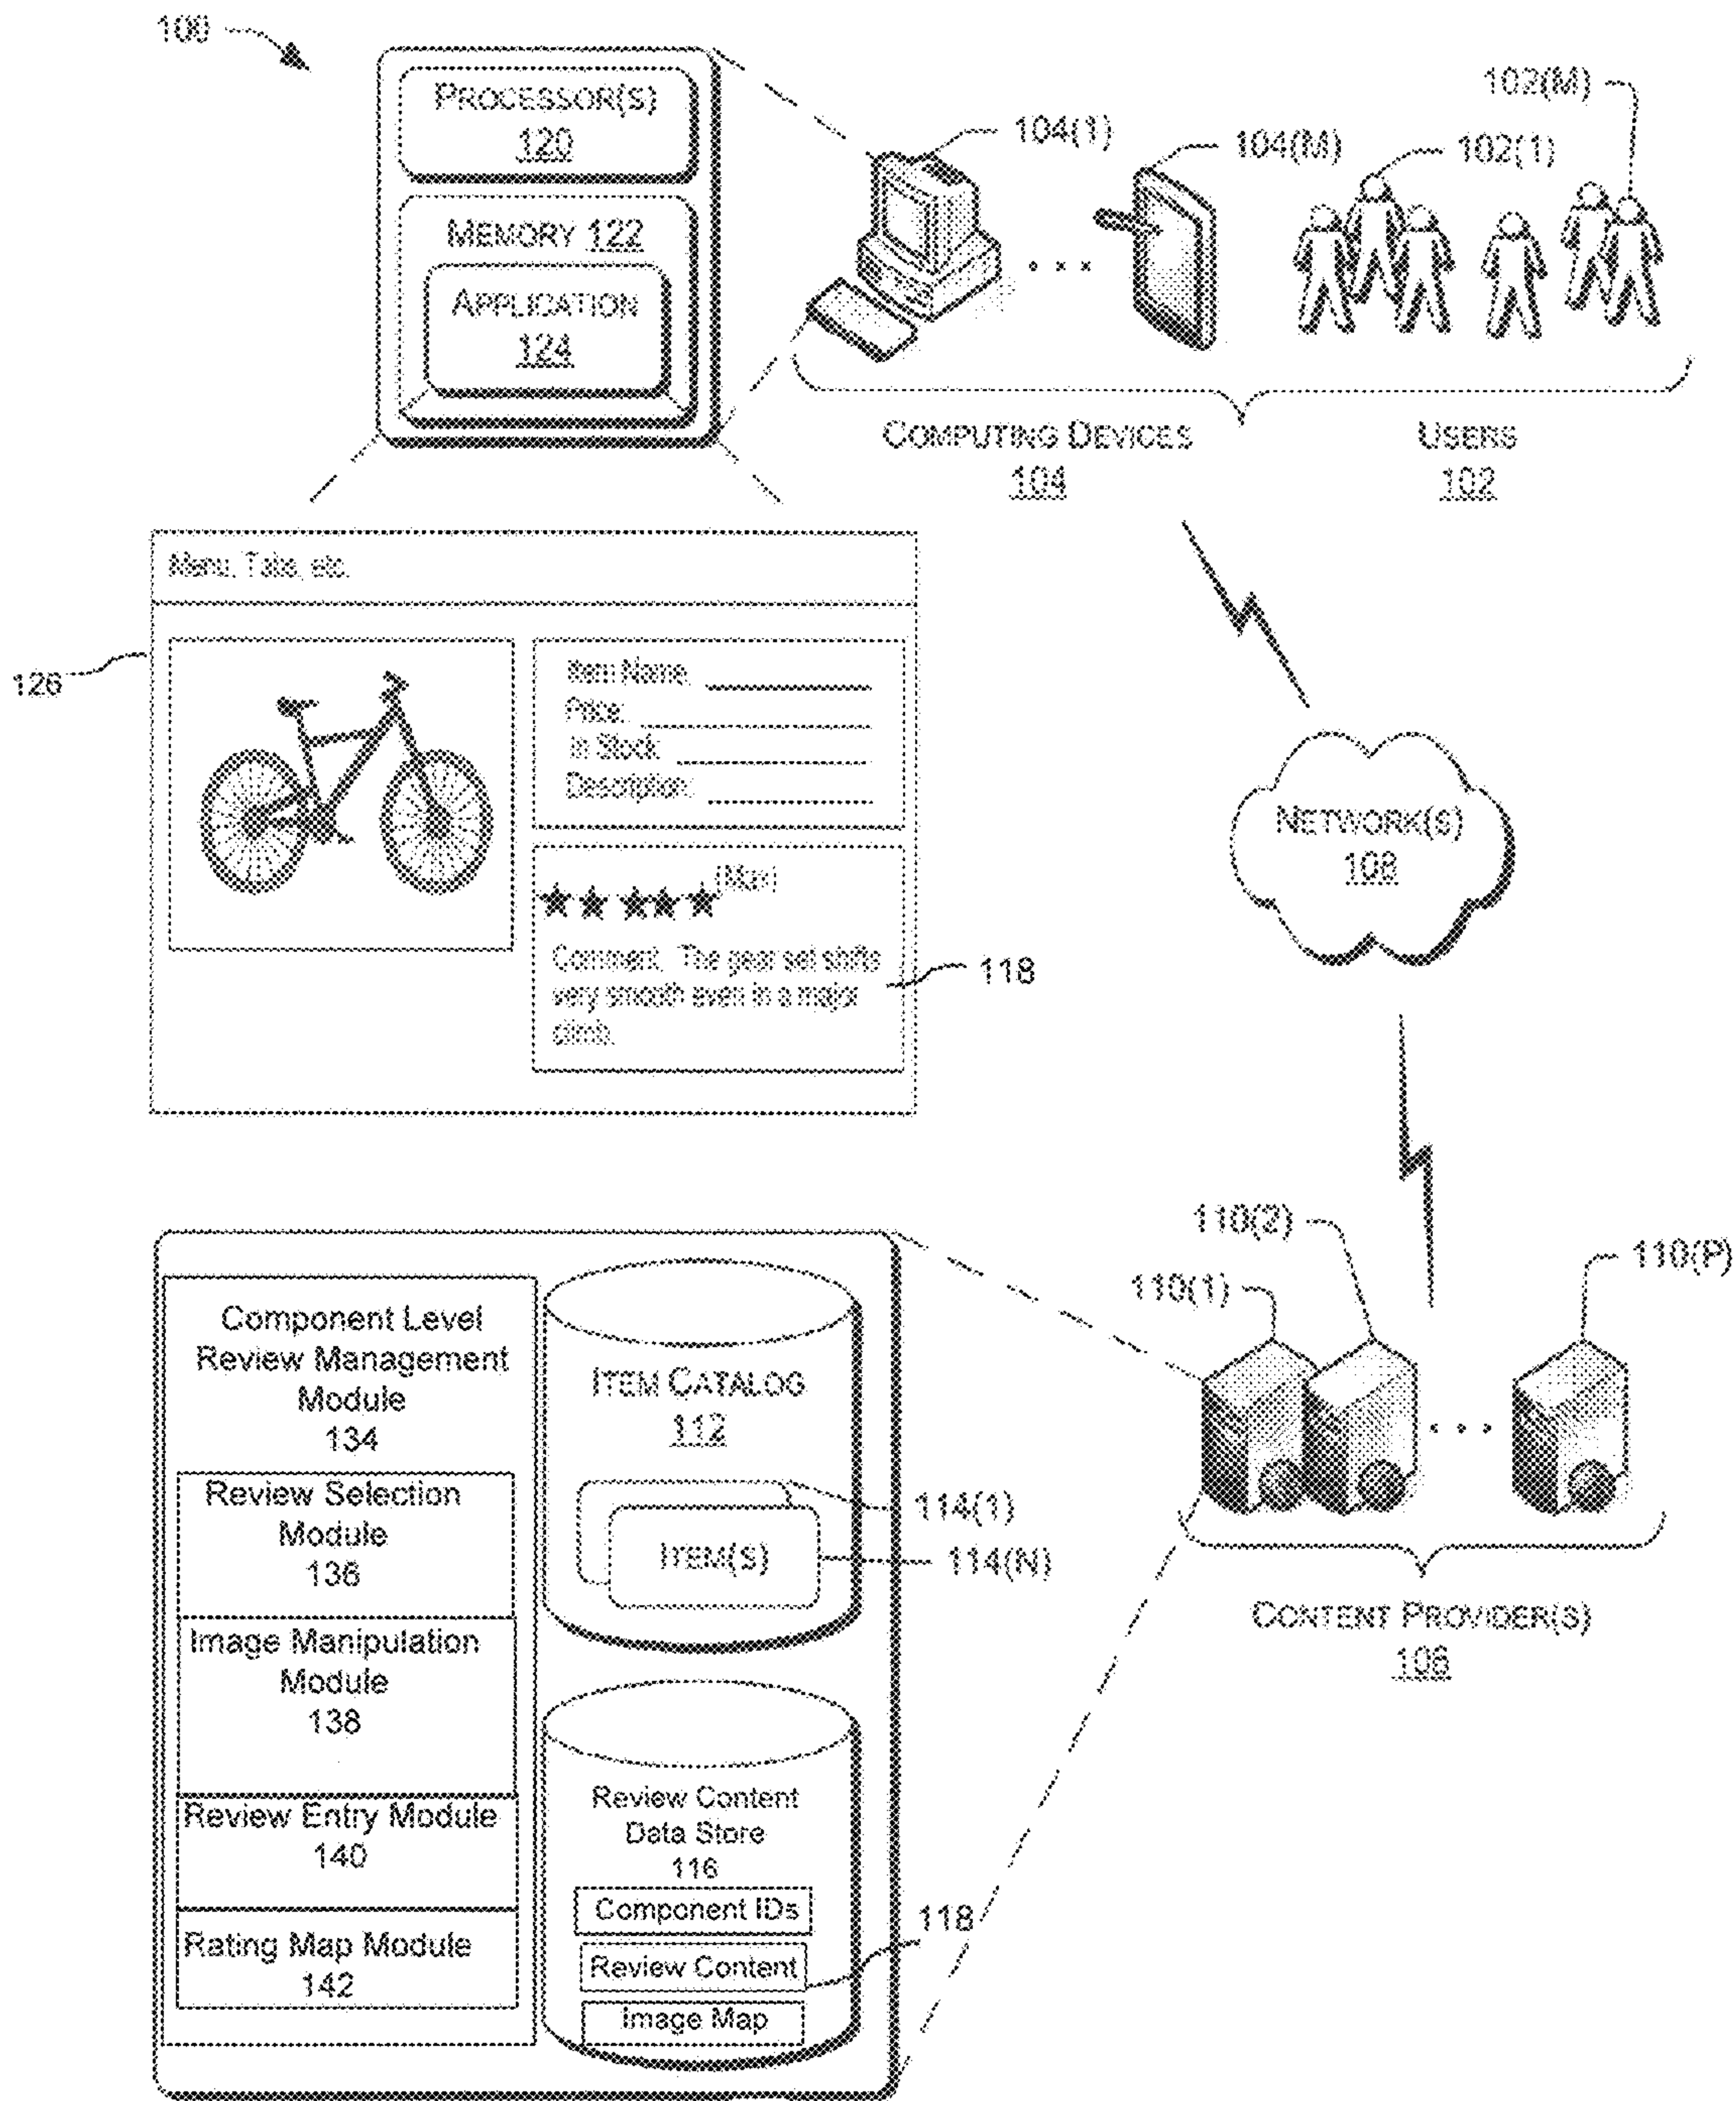 100
PROCESSOR(S)
120
MEMORY 122
APPLICATION
124
104(1)
104(M)
102(1)
102(M)
COMPUTING DEVICES
104
USERS
102
Menu, Tabs, etc.
126
Item Name:
Price:
In Stock:
Description:
(Max)
Comment: The gear set shifts
very smooth even in a major
climb.
118
NETWORK(S)
108
110(1)
110(2)
110(P)
CONTENT PROVIDER(S)
106
Component Level
Review Management
Module
134
Review Selection
Module
136
Image Manipulation
Module
138
Review Entry Module
140
Rating Map Module
142
ITEM CATALOG
112
ITEM(S)
114(1)
114(N)
Review Content
Data Store
116
Component IDs
Review Content
Image Map
118